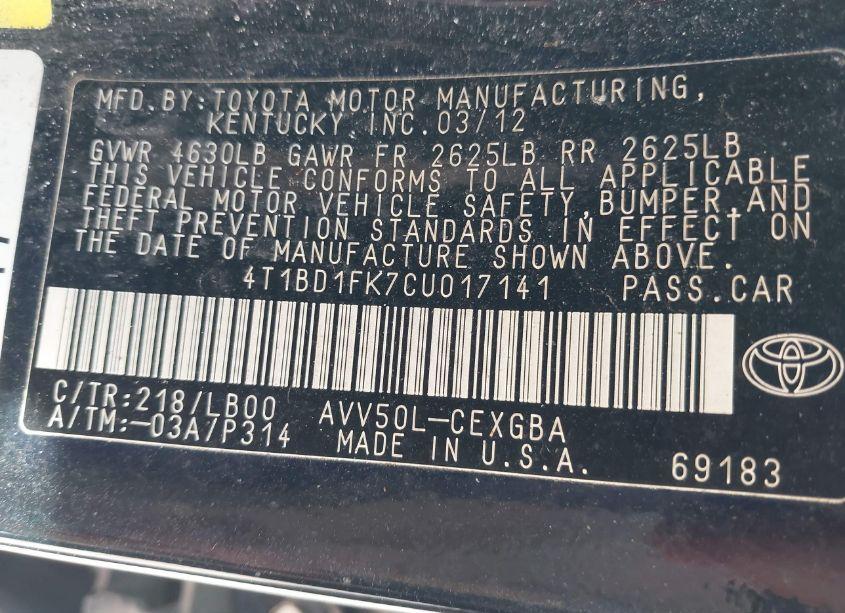 MFD.BY:TOYOTA MOTOR MANUFACTURING,
KENTUCKY INC.03/12
GVWR 4630LB GAWR FR 2625LB RR 2625LB
THIS VEHICLE CONFORMS TO ALL APPLICABLE
FEDERAL MOTOR VEHICLE SAFETY,BUMPER,AND
THEFT PREVENTION STANDARDS IN EFFECT ON
THE DATE OF MANUFACTURE SHOWN ABOVE.
4T1BD1FK7CU017141 PASS.CAR
C/TR:218/LB00 AVV50L-CEXGBA
A/TM:-03A7P314 MADE IN U.S.A. 69183